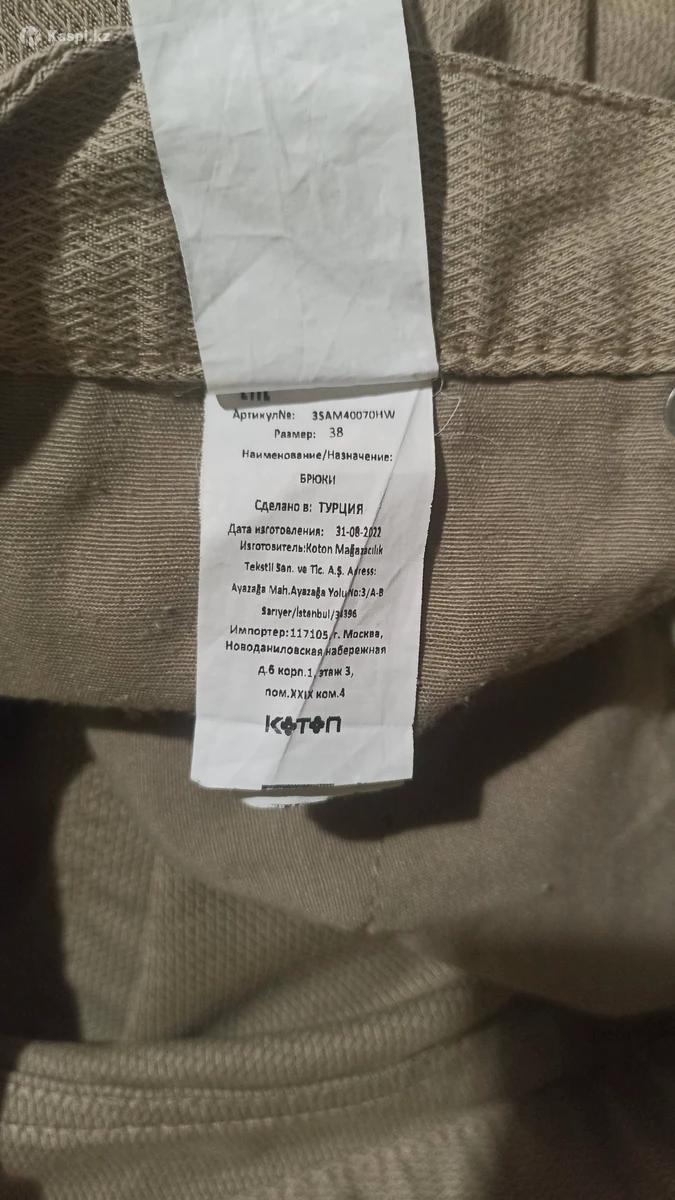 Kaspi.kz
Артикул№: 3SAM40070HW
Размер: 38
Наименование/Назначение:
БРЮКИ
Сделано в: ТУРЦИЯ
Дата изготовления: 31-08-2022
Изготовитель:Koton Mağazacılık
Tekstil San. ve Tic. A.Ş. Adress:
Ayazağa Mah.Ayazağa Yolu No:3/A-B
Sarıyer/İstanbul/34396
Импортер:117105, г. Москва,
Новоданиловская набережная
д.6 корп.1, этаж 3,
пом.XXIX ком.4
KOTON